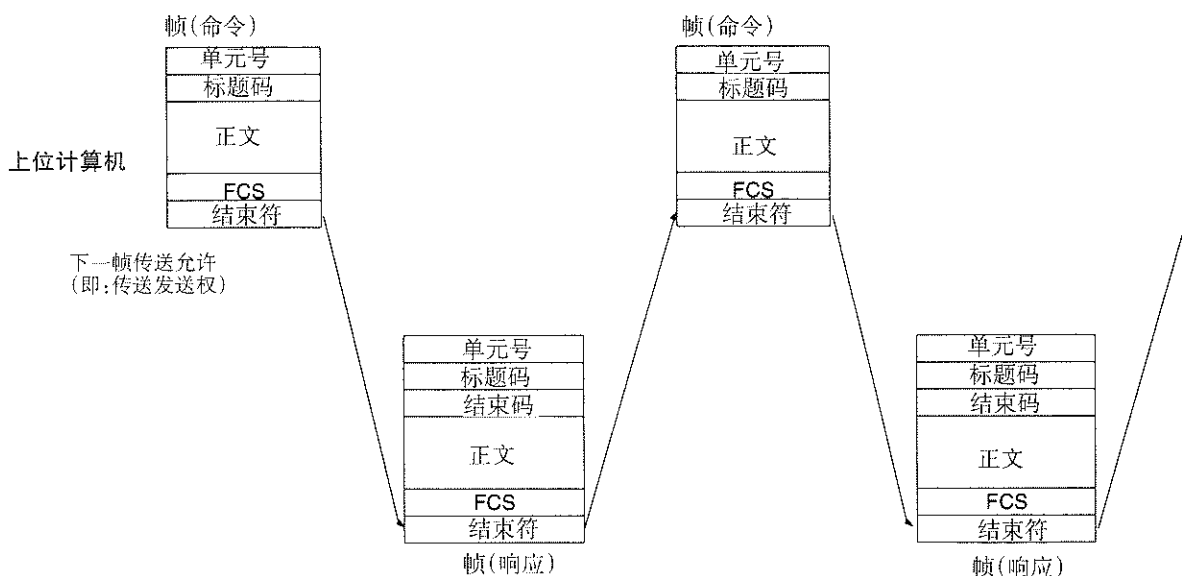 帧(命令)
单元号
标题码
正文
FCS
结束符
上位计算机
下一帧传送允许
(即:传送发送权)
帧(命令)
单元号
标题码
正文
FCS
结束符
单元号
标题码
结束码
正文
FCS
结束符
帧(响应)
单元号
标题码
结束码
正文
FCS
结束符
帧(响应)